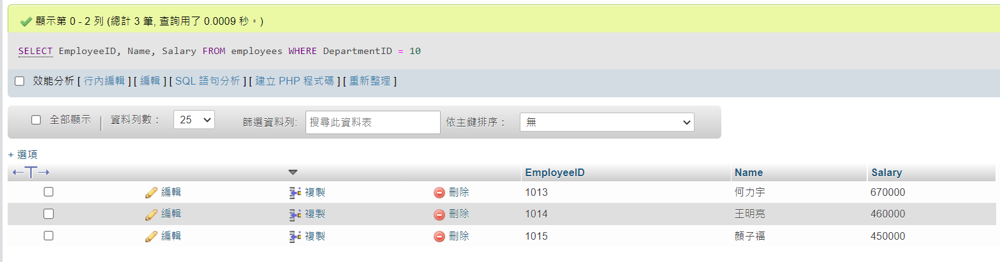 顯示第 0 - 2 列 (總計 3 筆, 查詢用了 0.0009 秒。)
SELECT EmployeeID, Name, Salary FROM employees WHERE DepartmentID = 10
效能分析 [ 行內編輯 ] [ 編輯 ] [ SQL 語句分析 ] [ 建立 PHP 程式碼 ] [ 重新整理 ]
全部顯示 | 資料列數： 25 篩選資料列: 搜尋此資料表 依主鍵排序： 無
+ 選項
←T→ EmployeeID Name Salary
編輯 複製 刪除 1013 何力宇 670000
編輯 複製 刪除 1014 王明亮 460000
編輯 複製 刪除 1015 顏子福 450000